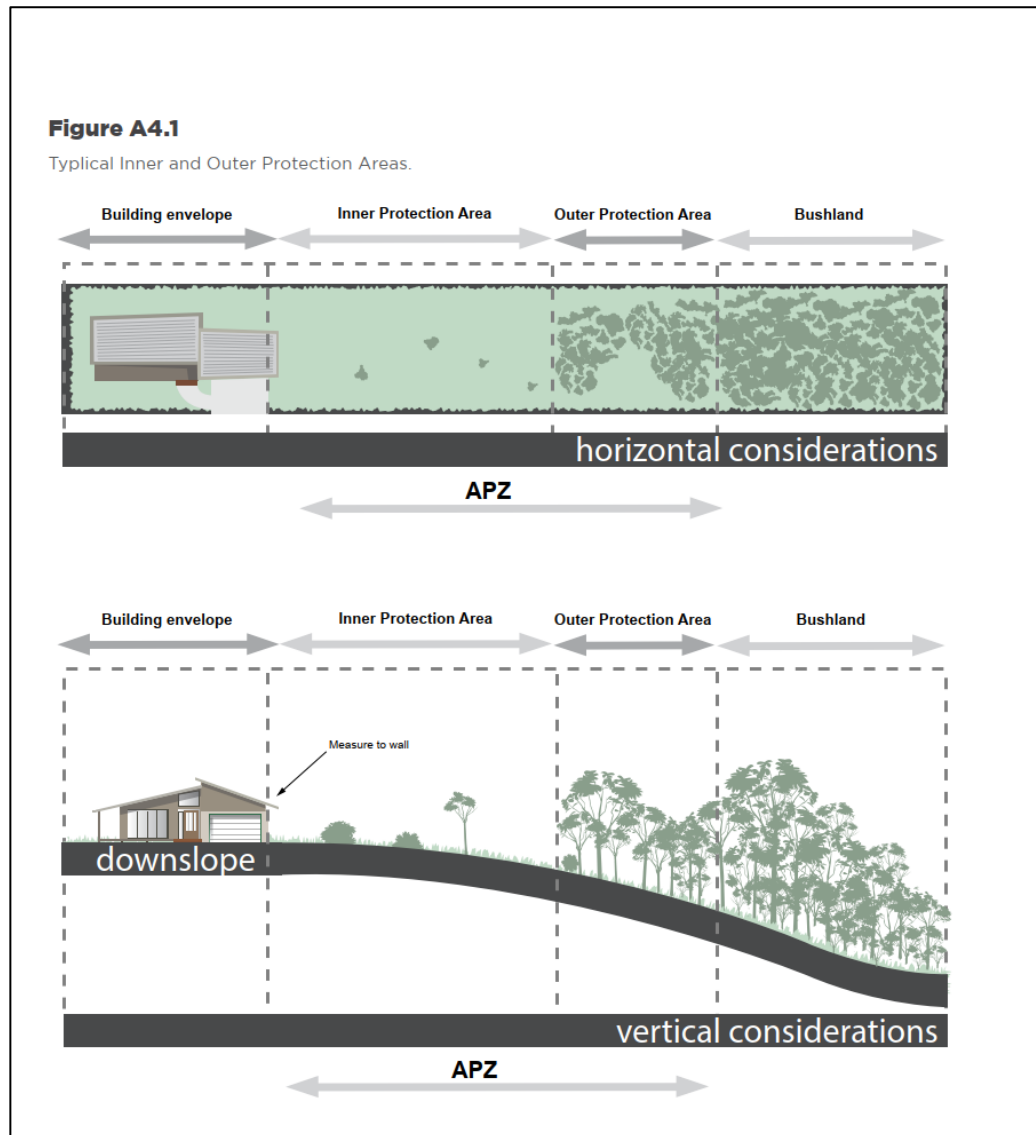 Figure A4.1
Typlical Inner and Outer Protection Areas.
Building envelope Inner Protection Area Outer Protection Area Bushland
horizontal considerations
APZ
Building envelope Inner Protection Area Outer Protection Area Bushland
Measure to wall
downslope
vertical considerations
APZ